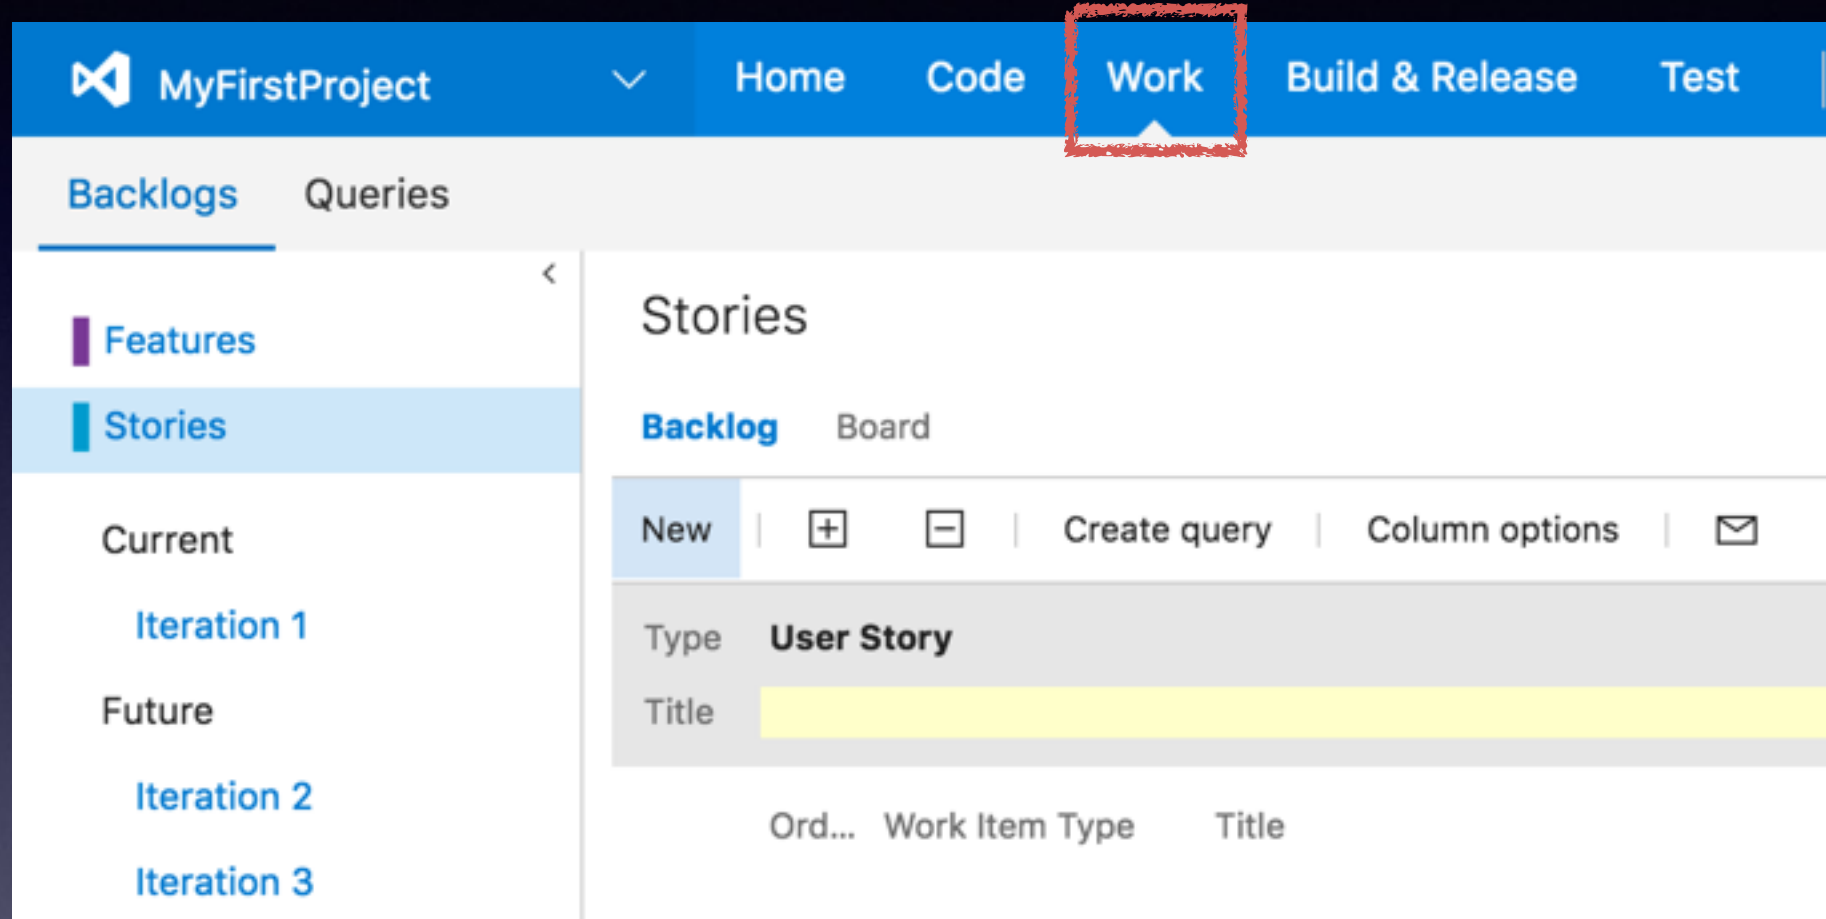 MyFirstProject Home Code Work Build & Release Test
Backlogs Queries
Features
Stories
Current
Iteration 1
Future
Iteration 2
Iteration 3
Stories
Backlog Board
New Create query Column options
Type User Story
Title
Ord... Work Item Type Title